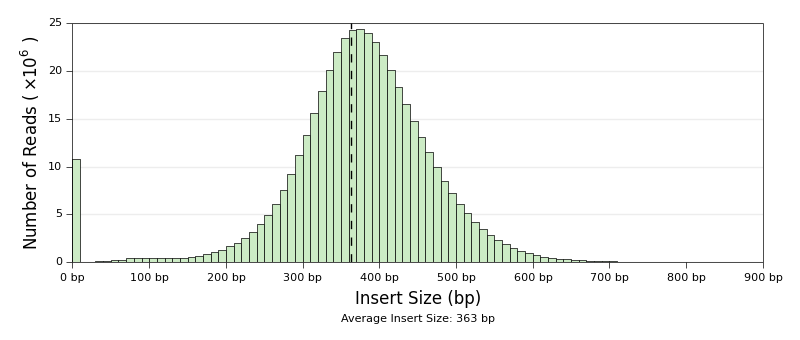 Number of Reads ( ×10⁶ )
25
20
15
10
5
0
0 bp 100 bp 200 bp 300 bp 400 bp 500 bp 600 bp 700 bp 800 bp 900 bp
Insert Size (bp)
Average Insert Size: 363 bp